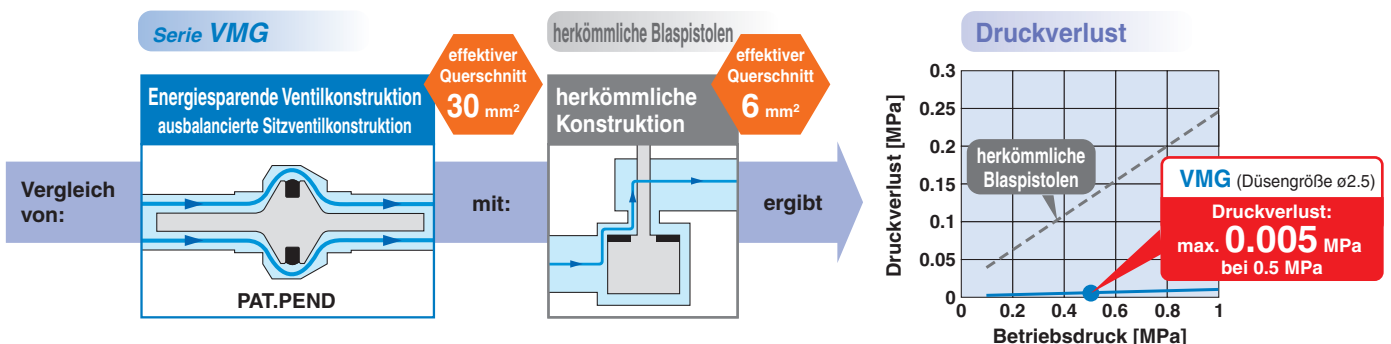 Serie VMG
effektiver
Querschnitt
30 mm²
Energiesparende Ventilkonstruktion
ausbalancierte Sitzventilkonstruktion
PAT.PEND
Vergleich
von:
mit:
herkömmliche Blaspistolen
effektiver
Querschnitt
6 mm²
herkömmliche
Konstruktion
ergibt
Druckverlust
Druckverlust [MPa]
0.3
0.25
0.2
0.15
0.1
0.05
0
0 0.2 0.4 0.6 0.8 1
Betriebsdruck [MPa]
herkömmliche
Blaspistolen
VMG (Düsengröße ø2.5)
Druckverlust:
max. 0.005 MPa
bei 0.5 MPa